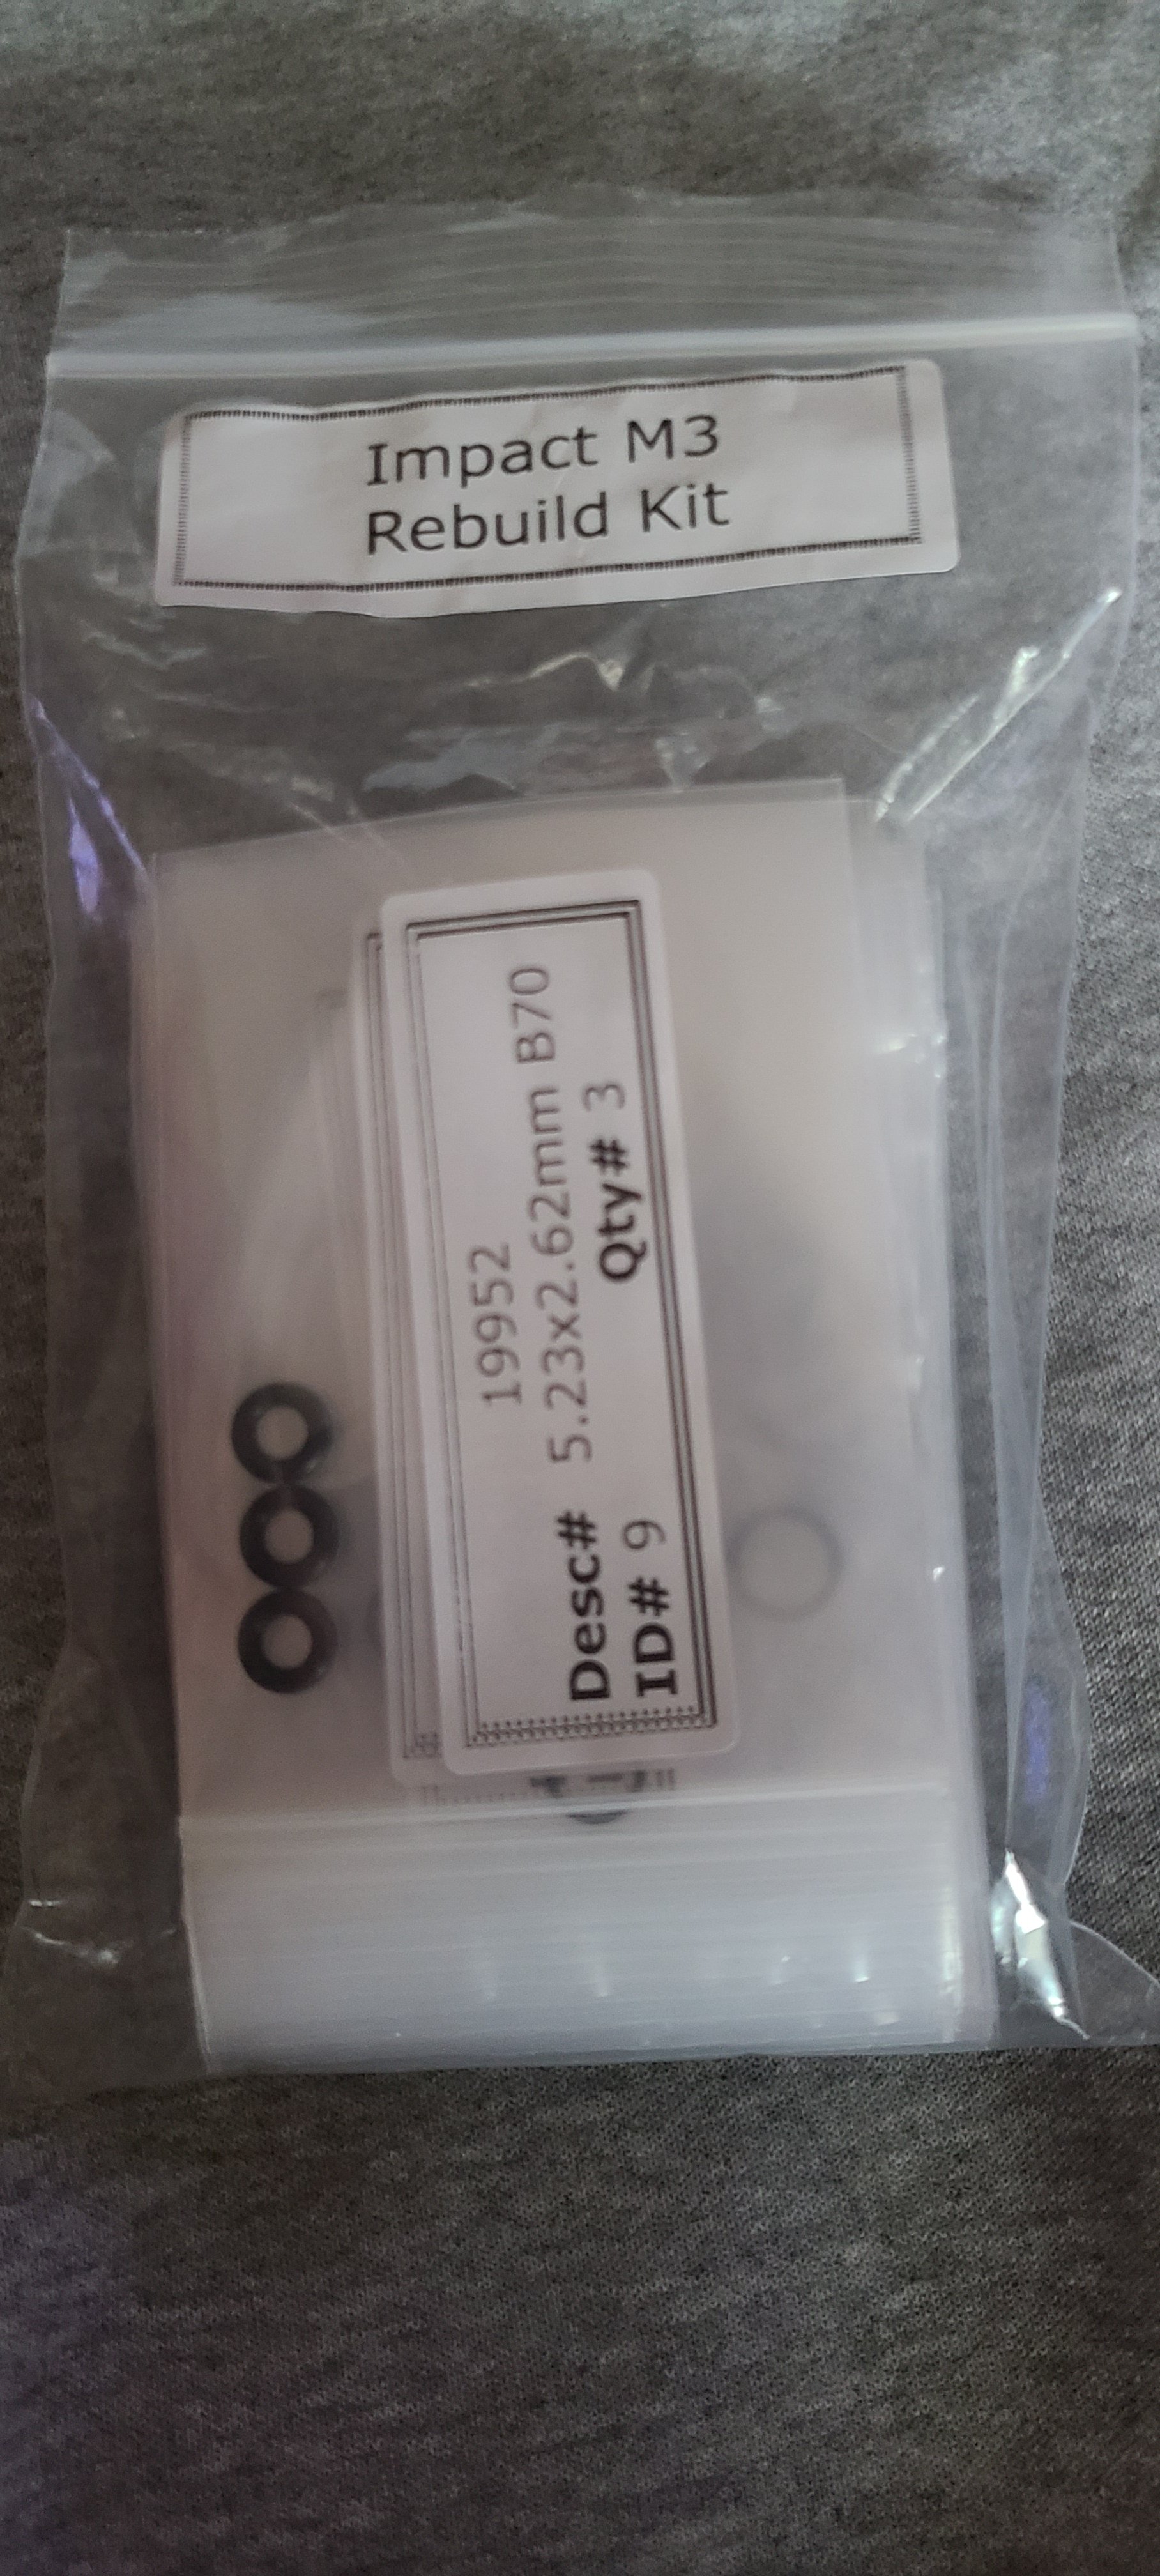 Impact M3
Rebuild Kit
19952
Desc# 5.23x2.62mm B70
ID# 9 Qty# 3